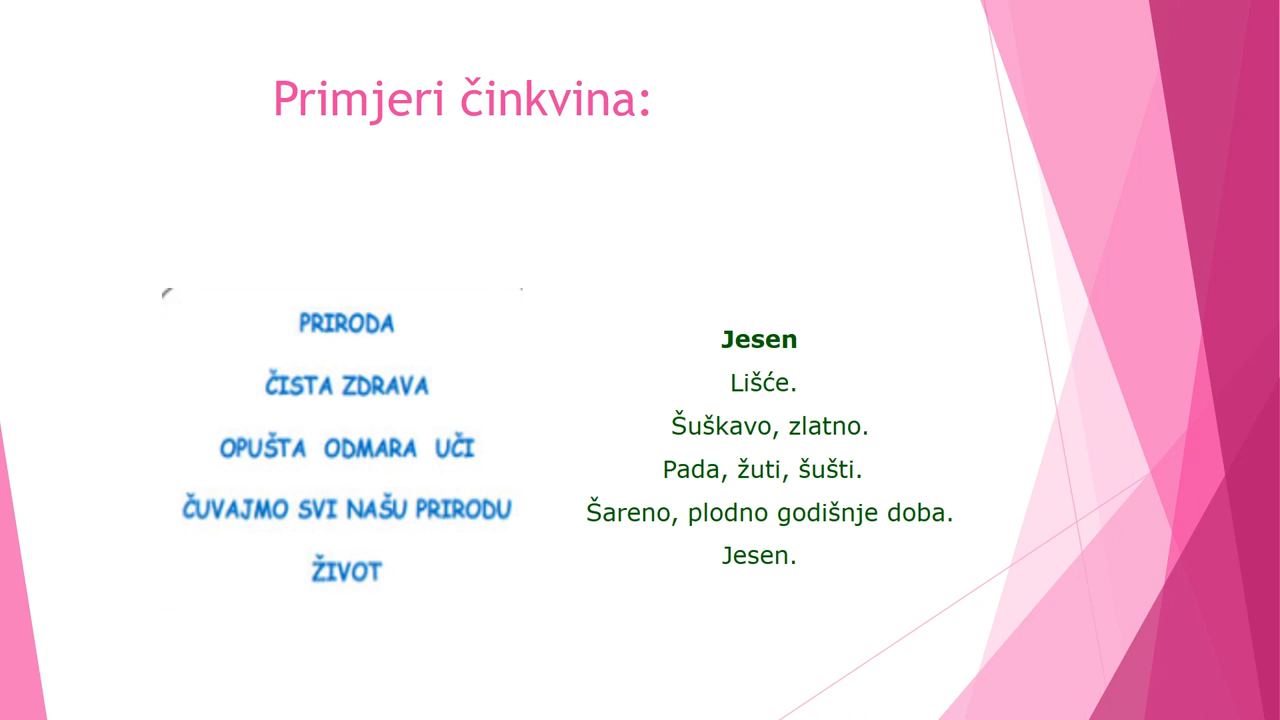 Primjeri činkvina:
PRIRODA
ČISTA ZDRAVA
OPUŠTA ODMARA UČI
ČUVAJMO SVI NAŠU PRIRODU
ŽIVOT
Jesen
Lišće.
Šuškavo, zlatno.
Pada, žuti, šušti.
Šareno, plodno godišnje doba.
Jesen.